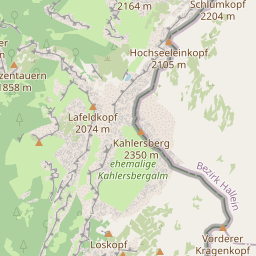 2164 m
Schlumkopf
2204 m
Hochseeleinkopf
2105 m
zentauern
1858 m
Lafeldkopf
2074 m
Kahlersberg
2350 m
ehemalige
Kahlersbergalm
Bezirk Hallein
Vorderer
Kragenkopf
Loskopf